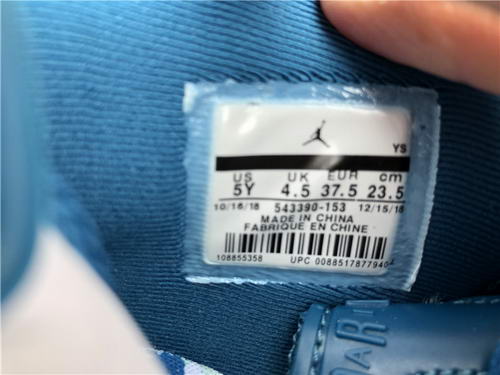 YS
US UK EUR cm
5Y 4.5 37.5 23.5
10/16/18 543390-153 12/15/18
MADE IN CHINA
FABRIQUE EN CHINE
108855358 UPC 00885178779404